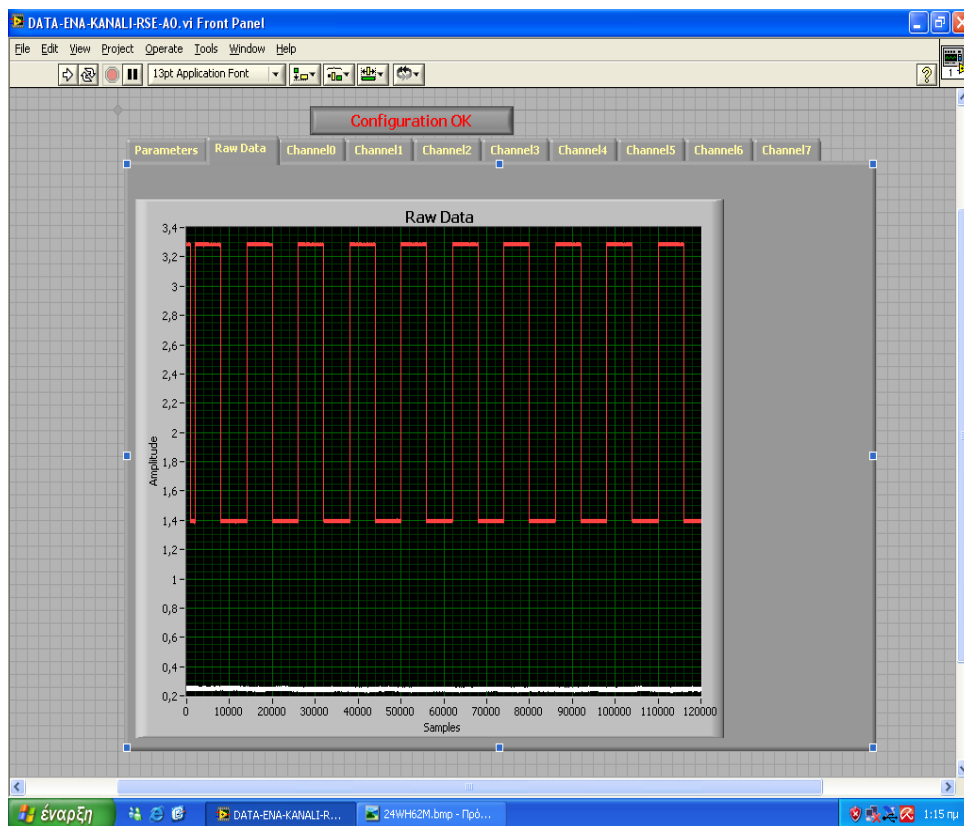 DATA-ENA-KANALI-RSE-AO.vi Front Panel
File Edit View Project Operate Tools Window Help
13pt Application Font
1
Configuration OK
Parameters Raw Data Channel0 Channel1 Channel2 Channel3 Channel4 Channel5 Channel6 Channel7
Raw Data
Amplitude
3,4
3,2
3
2,8
2,6
2,4
2,2
2
1,8
1,6
1,4
1,2
1
0,8
0,6
0,4
0,2
0 10000 20000 30000 40000 50000 60000 70000 80000 90000 100000 110000 120000
Samples
έναρξη DATA-ENA-KANALI-R... 24WH62M.bmp - Πρό... 1:15 πμ